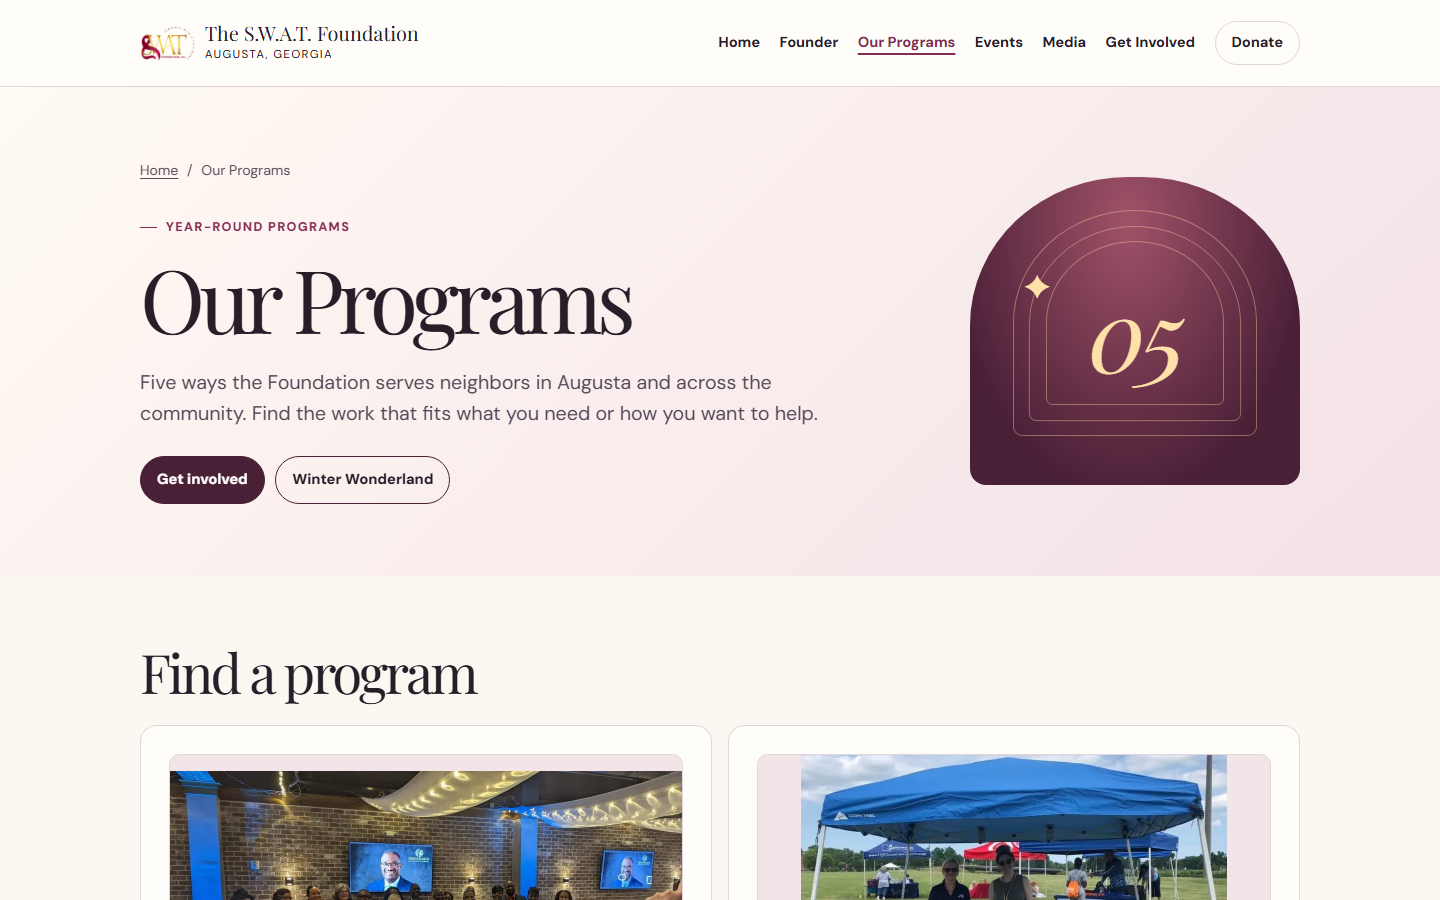 SWAT
The S.W.A.T. Foundation
AUGUSTA, GEORGIA
Home
Founder
Our Programs
Events
Media
Get Involved
Donate
Home / Our Programs
YEAR-ROUND PROGRAMS
Our Programs
Five ways the Foundation serves neighbors in Augusta and across the
community. Find the work that fits what you need or how you want to help.
Get involved
Winter Wonderland
05
Find a program